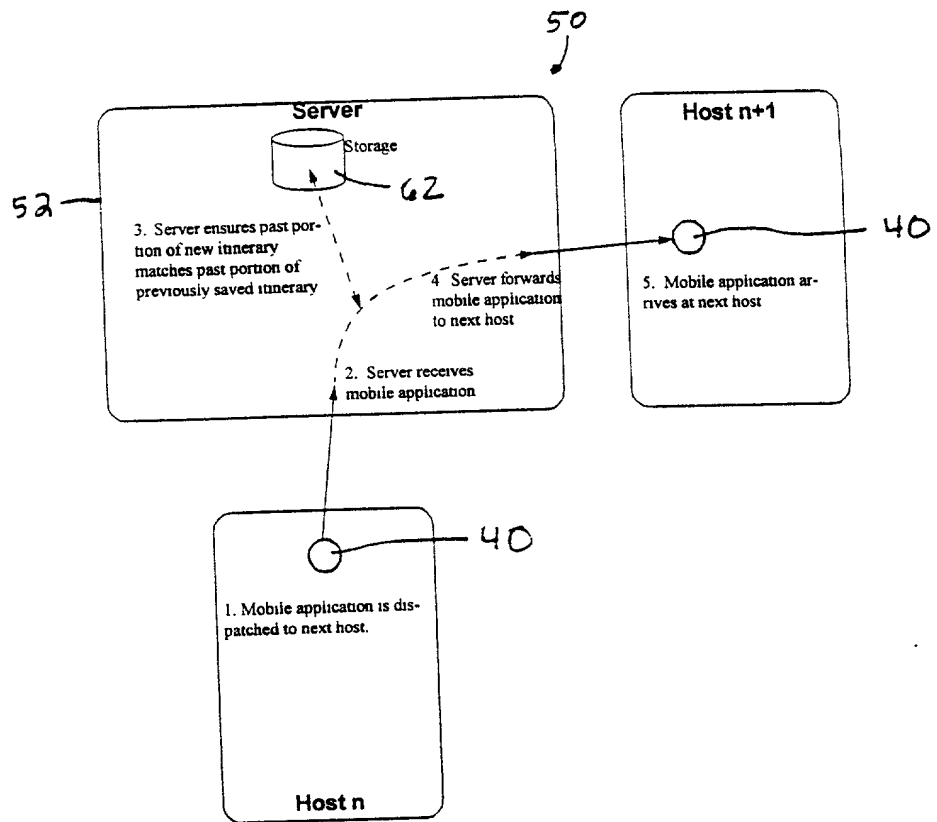 50
Server
Storage
62
52
3. Server ensures past por-
tion of new itinerary
matches past portion of
previously saved itinerary
4 Server forwards
mobile application
to next host
2. Server receives
mobile application
Host n+1
40
5. Mobile application ar-
rives at next host
40
1. Mobile application is dis-
patched to next host.
Host n